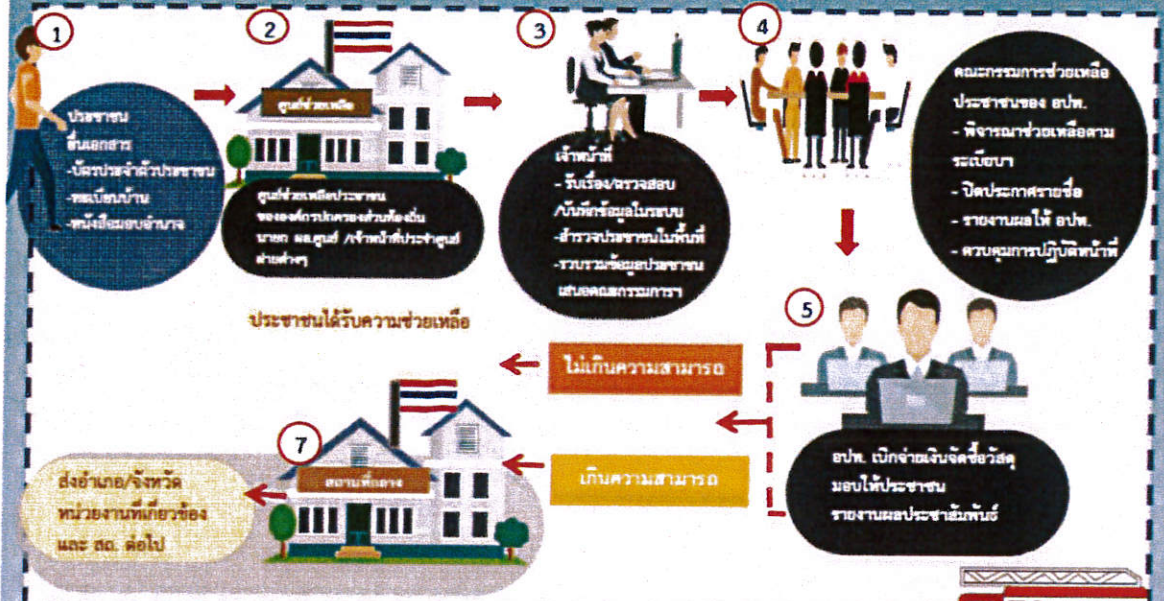 1
ประชาชน
ยื่นเอกสาร
-บัตรประจำตัวประชาชน
-ทะเบียนบ้าน
-หนังสือมอบอำนาจ
2
ศูนย์ช่วยเหลือ
ศูนย์ช่วยเหลือประชาชน
ขององค์กรปกครองส่วนท้องถิ่น
นายก ผอ.ศูนย์ /เจ้าหน้าที่ประจำศูนย์
ฝ่ายต่างๆ
3
เจ้าหน้าที่
- รับเรื่อง/ตรวจสอบ
/บันทึกข้อมูลในระบบ
-สำรวจประชาชนในพื้นที่
-รวบรวมข้อมูลประชาชน
เสนอคณะกรรมการฯ
4
คณะกรรมการช่วยเหลือ
ประชาชนของ อปท.
- พิจารณาช่วยเหลือตาม
ระเบียบฯ
- ปิดประกาศรายชื่อ
- รายงานผลให้ อปท.
- ควบคุมการปฏิบัติหน้าที่
5
อปท. เบิกจ่ายเงินจัดซื้อวัสดุ
มอบให้ประชาชน
รายงานผลประชาสัมพันธ์
ประชาชนได้รับความช่วยเหลือ
ไม่เกินความสามารถ
เกินความสามารถ
7
สถานที่กลาง
ส่งอำเภอ/จังหวัด
หน่วยงานที่เกี่ยวข้อง
และ สถ. ต่อไป